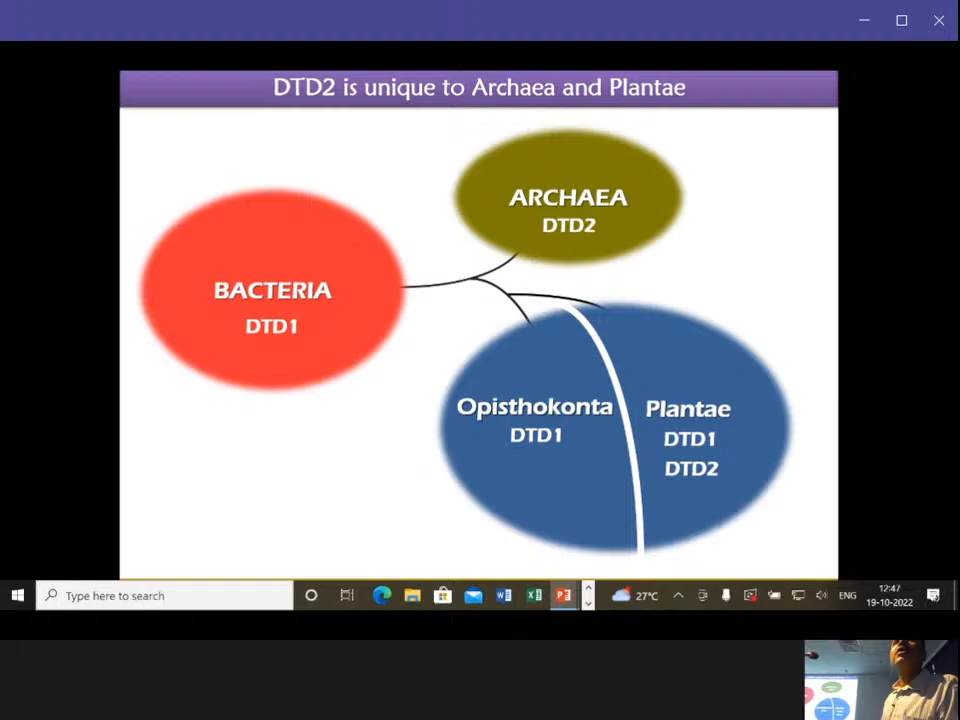 DTD2 is unique to Archaea and Plantae
ARCHAEA
DTD2
BACTERIA
DTD1
Opisthokonta
DTD1
Plantae
DTD1
DTD2
Type here to search
27°C
ENG
12:47
19-10-2022